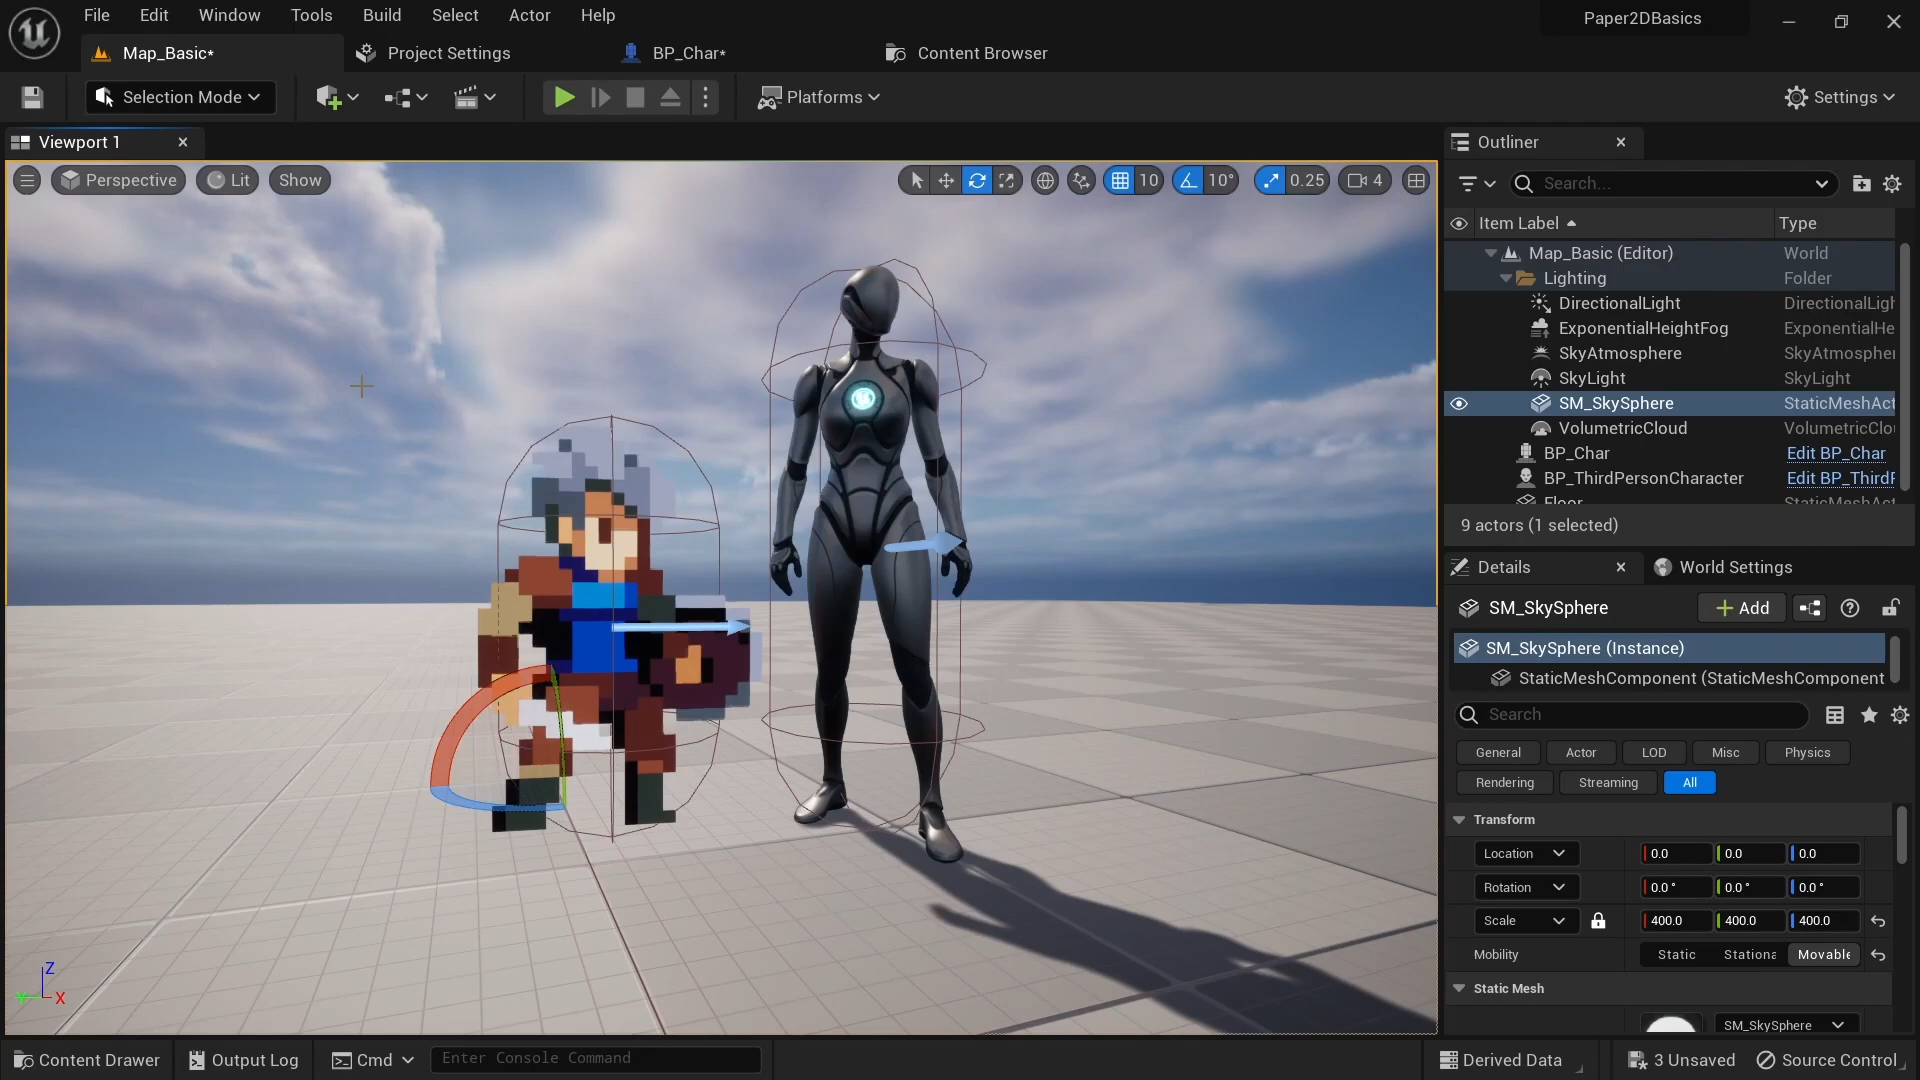 File Edit Window Tools Build Select Actor Help
Paper2DBasics
Map_Basic*
Project Settings
BP_Char*
Content Browser
Selection Mode
Platforms
Settings
Viewport 1
Perspective
Lit
Show
10
10°
0.25
4
Outliner
Search...
Item Label
Type
Map_Basic (Editor) World
Lighting Folder
DirectionalLight DirectionalLigh
ExponentialHeightFog ExponentialHe
SkyAtmosphere SkyAtmospher
SkyLight SkyLight
SM_SkySphere StaticMeshAct
VolumetricCloud VolumetricClou
BP_Char Edit BP_Char
BP_ThirdPersonCharacter Edit BP_ThirdF
Floor StaticMeshAct
9 actors (1 selected)
Details
World Settings
SM_SkySphere
Add
SM_SkySphere (Instance)
StaticMeshComponent (StaticMeshComponent
Search
General Actor LOD Misc Physics
Rendering Streaming All
Transform
Location 0.0 0.0 0.0
Rotation 0.0 ° 0.0 ° 0.0 °
Scale 400.0 400.0 400.0
Mobility Static Stationa Movable
Static Mesh
SM_SkySphere
Z
Y
X
Content Drawer
Output Log
Cmd
Enter Console Command
Derived Data
3 Unsaved
Source Control